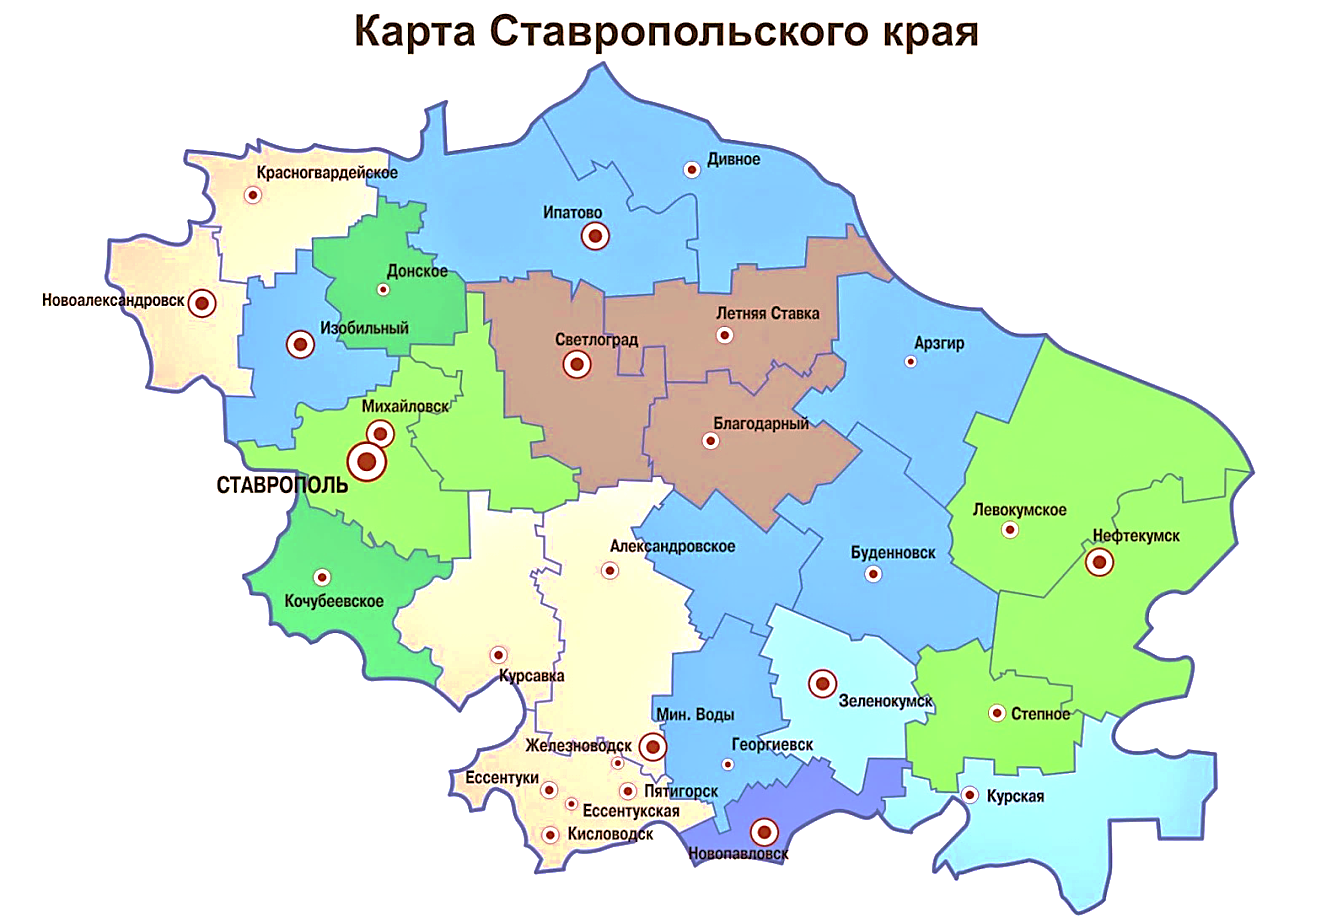 Карта Ставропольского края
Дивное
Красногвардейское
Ипатово
Донское
Новоалександровск
Летняя Ставка
Изобильный
Светлоград
Арзгир
Михайловск
Благодарный
СТАВРОПОЛЬ
Левокумское
Нефтекумск
Александровское
Буденновск
Кочубеевское
Курсавка
Зеленокумск
Мин. Воды
Степное
Железноводск
Георгиевск
Ессентуки
Пятигорск
Курская
Ессентукская
Кисловодск
Новопавловск